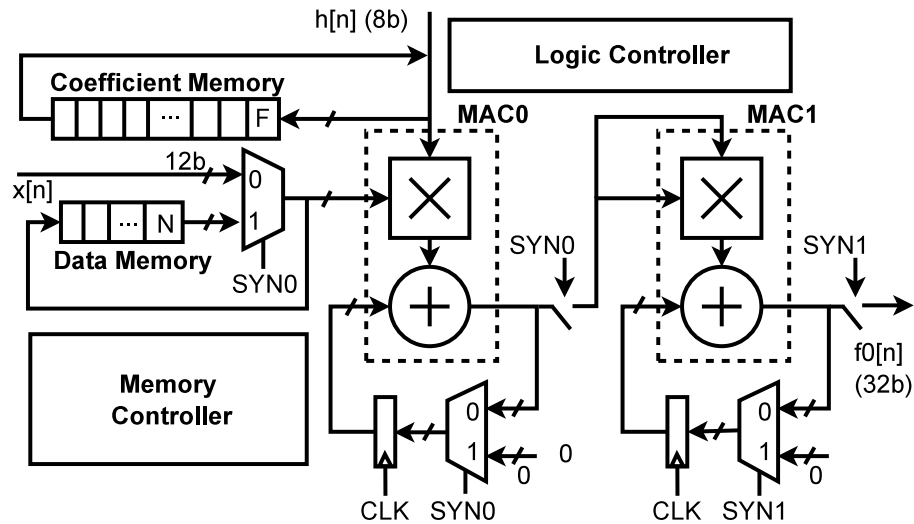 h[n] (8b)
Logic Controller
Coefficient Memory
... F
MAC0
MAC1
12b
x[n]
0
1
... N
Data Memory
SYN0
SYN0
SYN1
Memory
Controller
f0[n]
(32b)
0
1
0
0
0
1
0
CLK SYN0
CLK SYN1